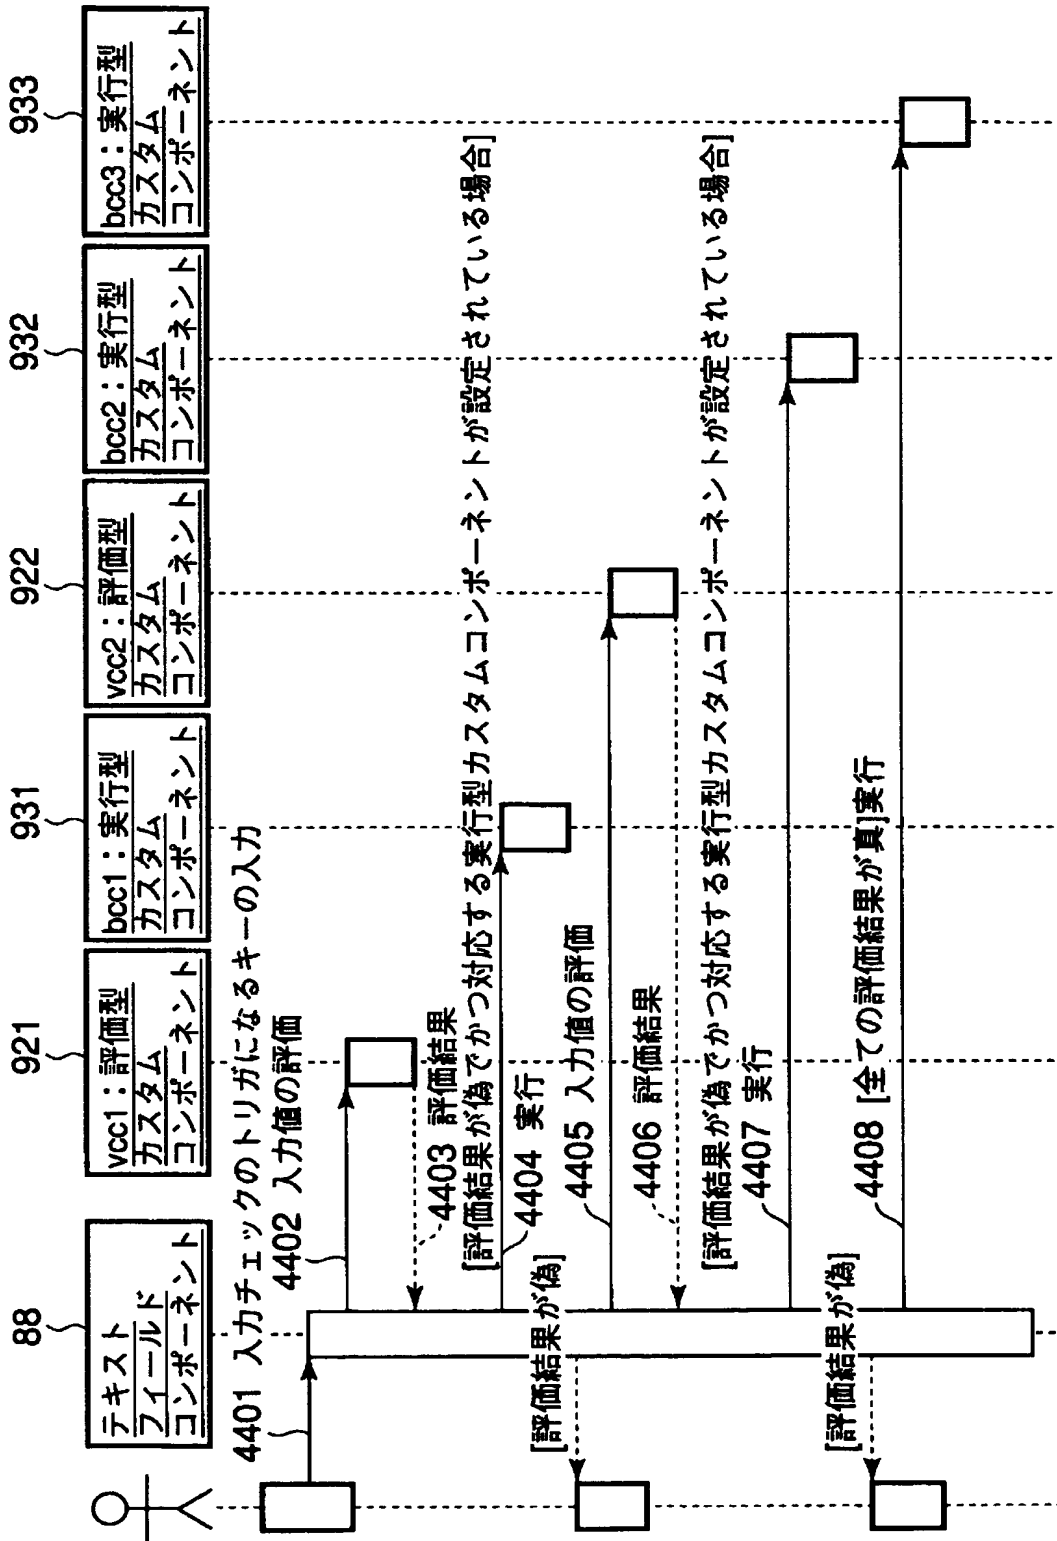 88
921
931
922
932
933
テキスト
フィールド
コンポーネント
vcc1：評価型
カスタム
コンポーネント
bcc1：実行型
カスタム
コンポーネント
vcc2：評価型
カスタム
コンポーネント
bcc2：実行型
カスタム
コンポーネント
bcc3：実行型
カスタム
コンポーネント
4401 入力チェックのトリガになるキーの入力
4402 入力値の評価
4403 評価結果
[評価結果が偽でかつ対応する実行型カスタムコンポーネントが設定されている場合]
4404 実行
[評価結果が偽]
4405 入力値の評価
4406 評価結果
[評価結果が偽でかつ対応する実行型カスタムコンポーネントが設定されている場合]
4407 実行
[評価結果が偽]
4408 [全ての評価結果が真]実行